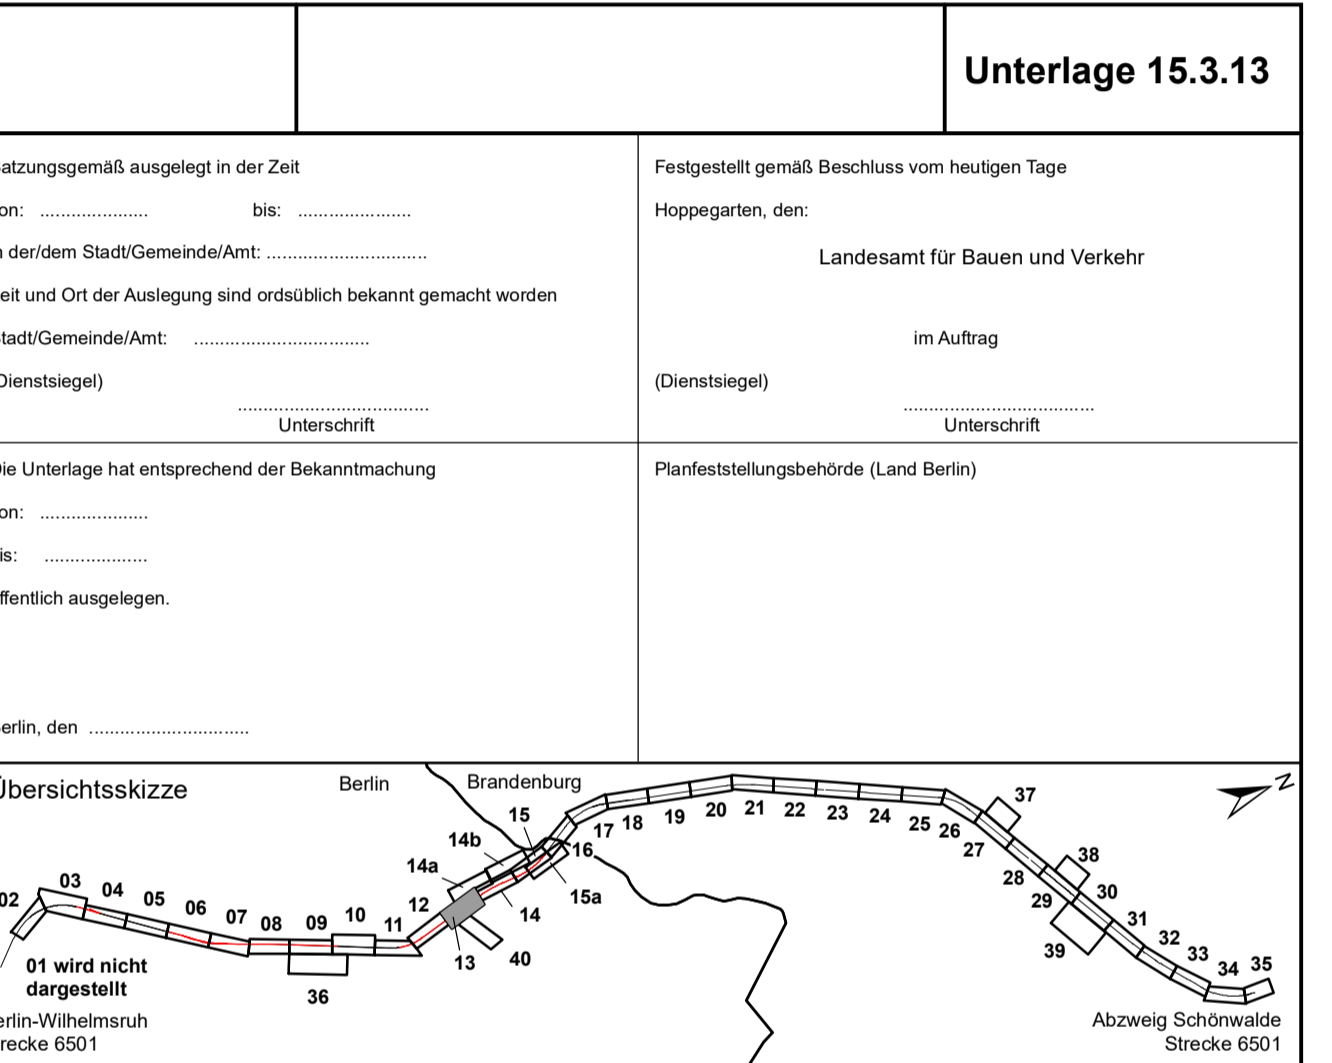 Unterlage 15.3.13
atzungsgemäß ausgelegt in der Zeit
on: ..................... bis: ......................
der/dem Stadt/Gemeinde/Amt: ................................
eit und Ort der Auslegung sind ordsüblich bekannt gemacht worden
tadt/Gemeinde/Amt: ...................................
Dienstsiegel)
......................................
Unterschrift
Festgestellt gemäß Beschluss vom heutigen Tage
Hoppegarten, den:
Landesamt für Bauen und Verkehr
im Auftrag
(Dienstsiegel)
......................................
Unterschrift
ie Unterlage hat entsprechend der Bekanntmachung
on: .....................
is: ....................
ffentlich ausgelegen.
erlin, den ................................
Planfeststellungsbehörde (Land Berlin)
Übersichtsskizze
Berlin
Brandenburg
N
02
03
04
05
06
07
08
09
10
11
12
13
14
14a
14b
15
15a
16
17
18
19
20
21
22
23
24
25
26
27
28
29
30
31
32
33
34
35
36
37
38
39
40
01 wird nicht
dargestellt
erlin-Wilhelmsruh
recke 6501
Abzweig Schönwalde
Strecke 6501